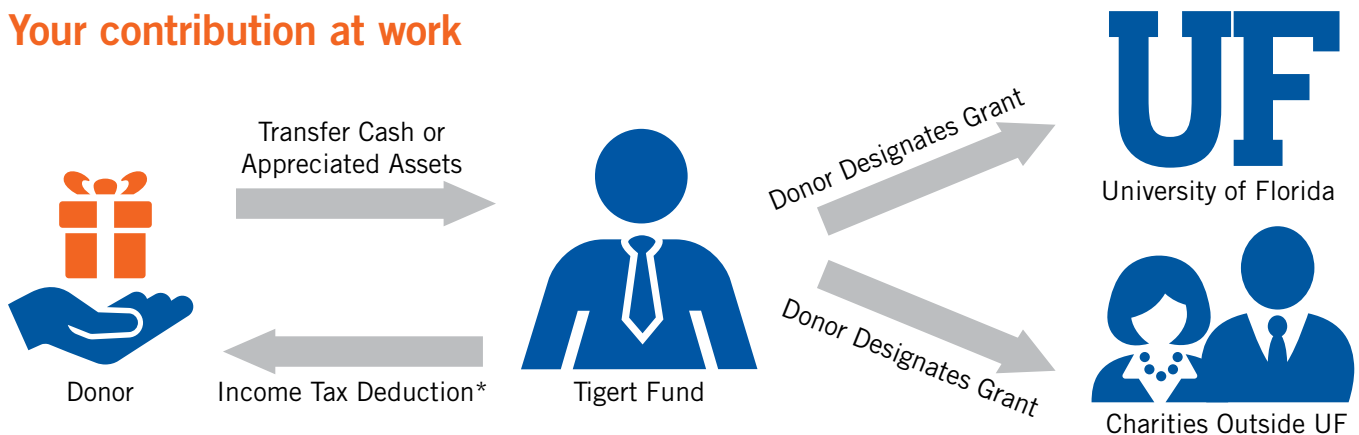 Your contribution at work
Transfer Cash or
Appreciated Assets
Donor
Income Tax Deduction*
Tigert Fund
Donor Designates Grant
UF
University of Florida
Donor Designates Grant
Charities Outside UF